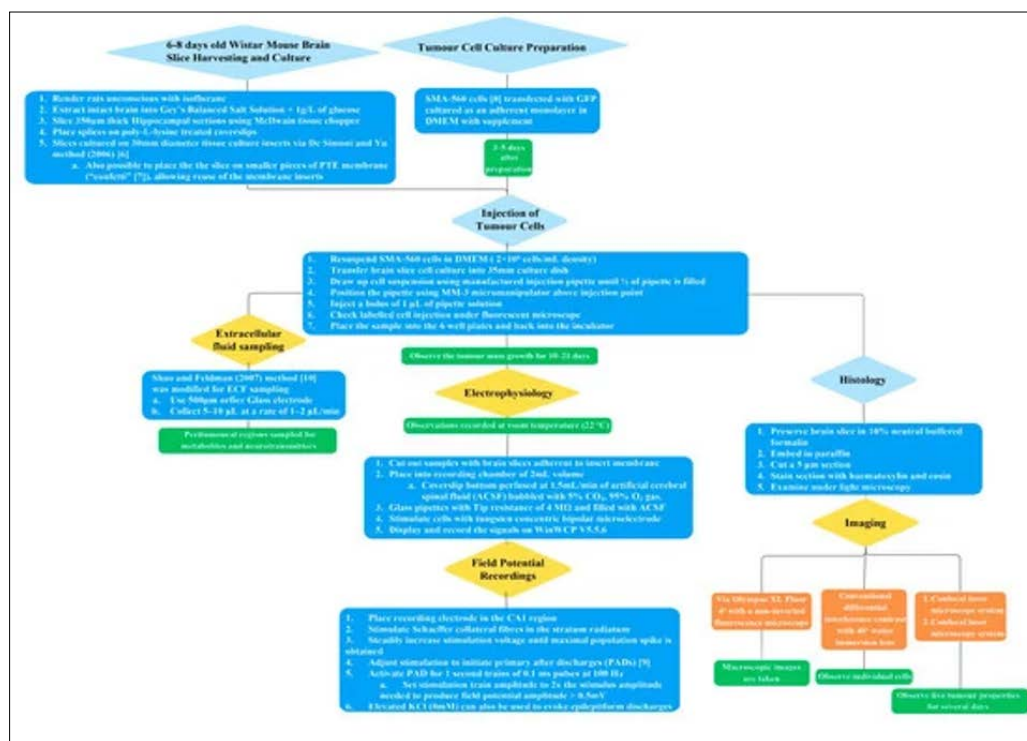 6-8 days old Wistar Mouse Brain
Slice Harvesting and Culture
Tumour Cell Culture Preparation
1. Render rats unconscious with isoflurane
2. Extract intact brain into Gey's Balanced Salt Solution + 1g/L of glucose
3. Slice 350μm thick Hippocampal sections using McIlwain tissue chopper
4. Place splices on poly-L-lysine treated coverslips
5. Slices cultured on 30mm diameter tissue culture inserts via De Simoni and Yu
method (2006) [6]
a. Also possible to place the the slice on smaller pieces of PTE membrane
("confetti" [7]), allowing reuse of the membrane inserts
SMA-560 cells [8] transfected with GFP
cultured as an adherent monolayer in
DMEM with supplement
days
after
preparation
Injection of
Tumour Cells
1. Resuspend SMA-560 cells in DMEM ( cells/mL density)
2. Transfer brain slice cell culture into 35mm culture dish
3. Draw up cell suspension using manufactured injection pipette until of pipette is filled
4. Position the pipette using MM-3 micromanipulator above injection point
5. Inject a bolus of 1 μL of pipette solution
6. Check labelled cell injection under fluorescent microscope
7. Place the sample into the 6 well plates and back into the incubator
Extracellular
fluid sampling
Shao and Feldman (2007) method [10]
was modified for ECF sampling
a. Use 500μm orifice Glass electrode
b. Collect 5–10 μL at a rate of 1–2 μL/min
regions sampled for
metabolites and neurotransmitters
Observe the tumour mass growth for 10–21 days
Electrophysiology
Observations recorded at room temperature (22 °C)
1. Cut out samples with brain slices adherent to insert membrane
2. Place into recording chamber of 2mL volume
a. Coverslip bottom perfused at 1.5mL/min of artificial cerebral
spinal fluid (ACSF) bubbled with 5% CO₂, 95% O₂ gas.
3. Glass pipettes with Tip resistance of 4 MΩ and filled with ACSF
4. Stimulate cells with tungsten concentric bipolar microelectrode
5. Display and record the signals on WinWCP V5.5.6
Field Potential
Recordings
1. Place recording electrode in the CA1 region
2. Stimulate Schaffer collateral fibres in the stratum radiatum
3. Steadily increase stimulation voltage until maximal population spike is
obtained
4. Adjust stimulation to initiate primary after discharges (PADs) [9]
5. Activate PAD for 1 second trains of 0.1 ms pulses at 100 Hz
a. Set stimulation train amplitude to 2x the stimulus amplitude
needed to produce field potential amplitude > 0.5mV
6. Elevated KCl can also be used to evoke epileptiform discharges
Histology
1. Preserve brain slice in 10% neutral buffered
formalin
2. Embed in paraffin
3. Cut a 5 μm section
4. Stain section with haematoxylin and eosin
5. Examine under light microscopy
Imaging
Via Olympus XL Fluor
4× with a non-inverted
fluorescence microscope
Conventional
differential
interference contrast
with 40× water
immersion lens
1. Confocal laser
microscope system
2. Confocal laser
microscopy system
Macroscopic images
are taken
Observe individual cells
Observe live tumour properties
for several days